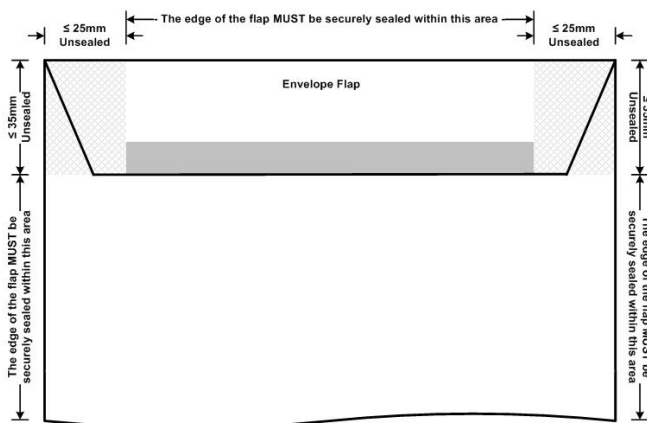 The edge of the flap MUST be securely sealed within this area
≤ 25mm
Unsealed
≤ 25mm
Unsealed
Envelope Flap
≤ 35mm
Unsealed
≤ 35mm
Unsealed
The edge of the flap MUST be
securely sealed within this area
The edge of the flap MUST be
securely sealed within this area